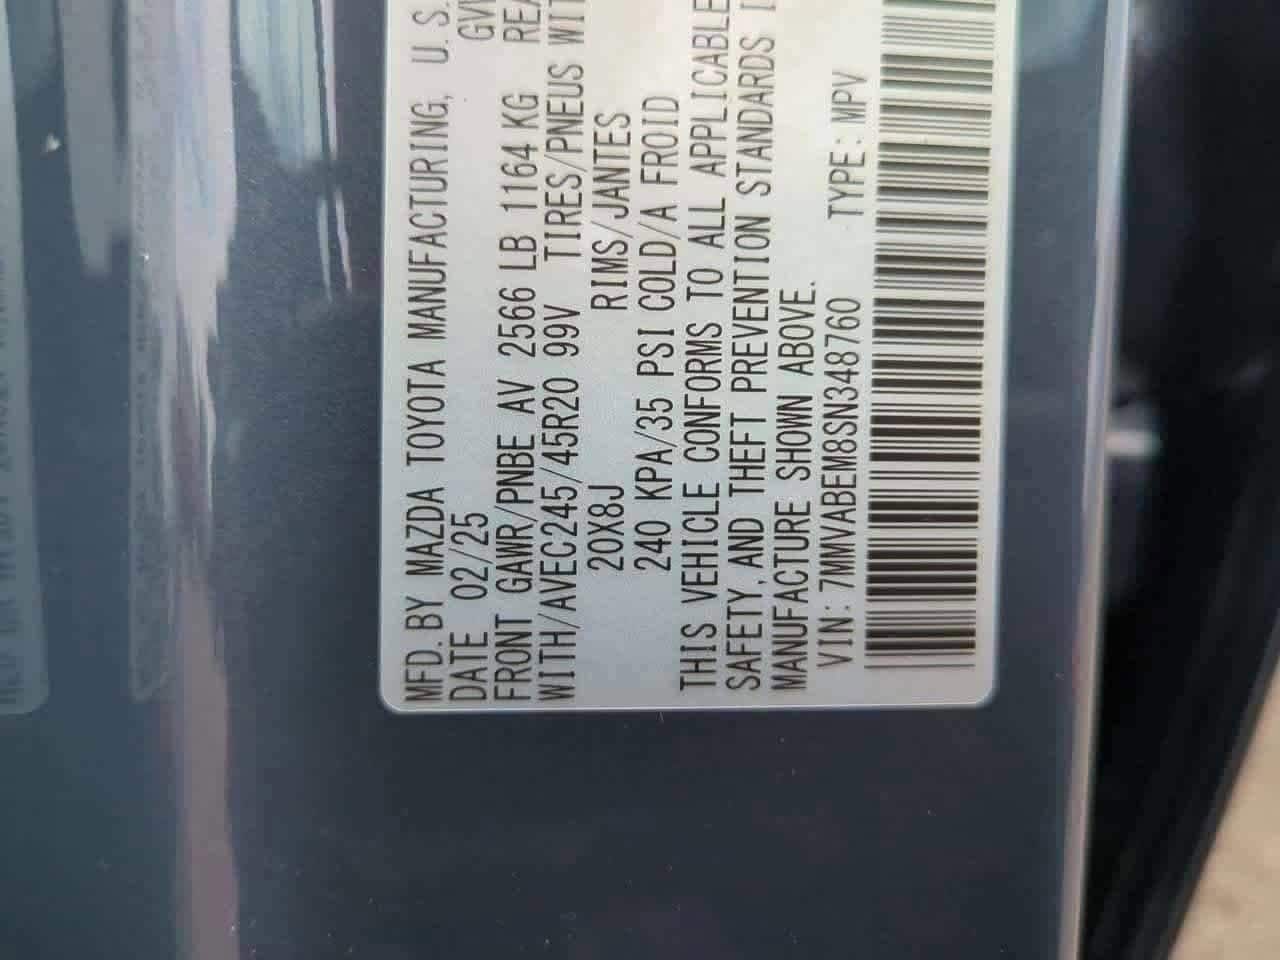 MFD. BY MAZDA TOYOTA MANUFACTURING, U.S.
DATE 02/25
FRONT GAWR/PNBE AV 2566 LB 1164 KG
WITH/AVEC245/45R20 99V TIRES/PNEUS
20X8J RIMS/JANTES
240 KPA/35 PSI COLD/A FROID
THIS VEHICLE CONFORMS TO ALL APPLICABLE
SAFETY, AND THEFT PREVENTION STANDARDS
MANUFACTURE SHOWN ABOVE.
VIN: 7MMVABEM8SN348760 TYPE: MPV